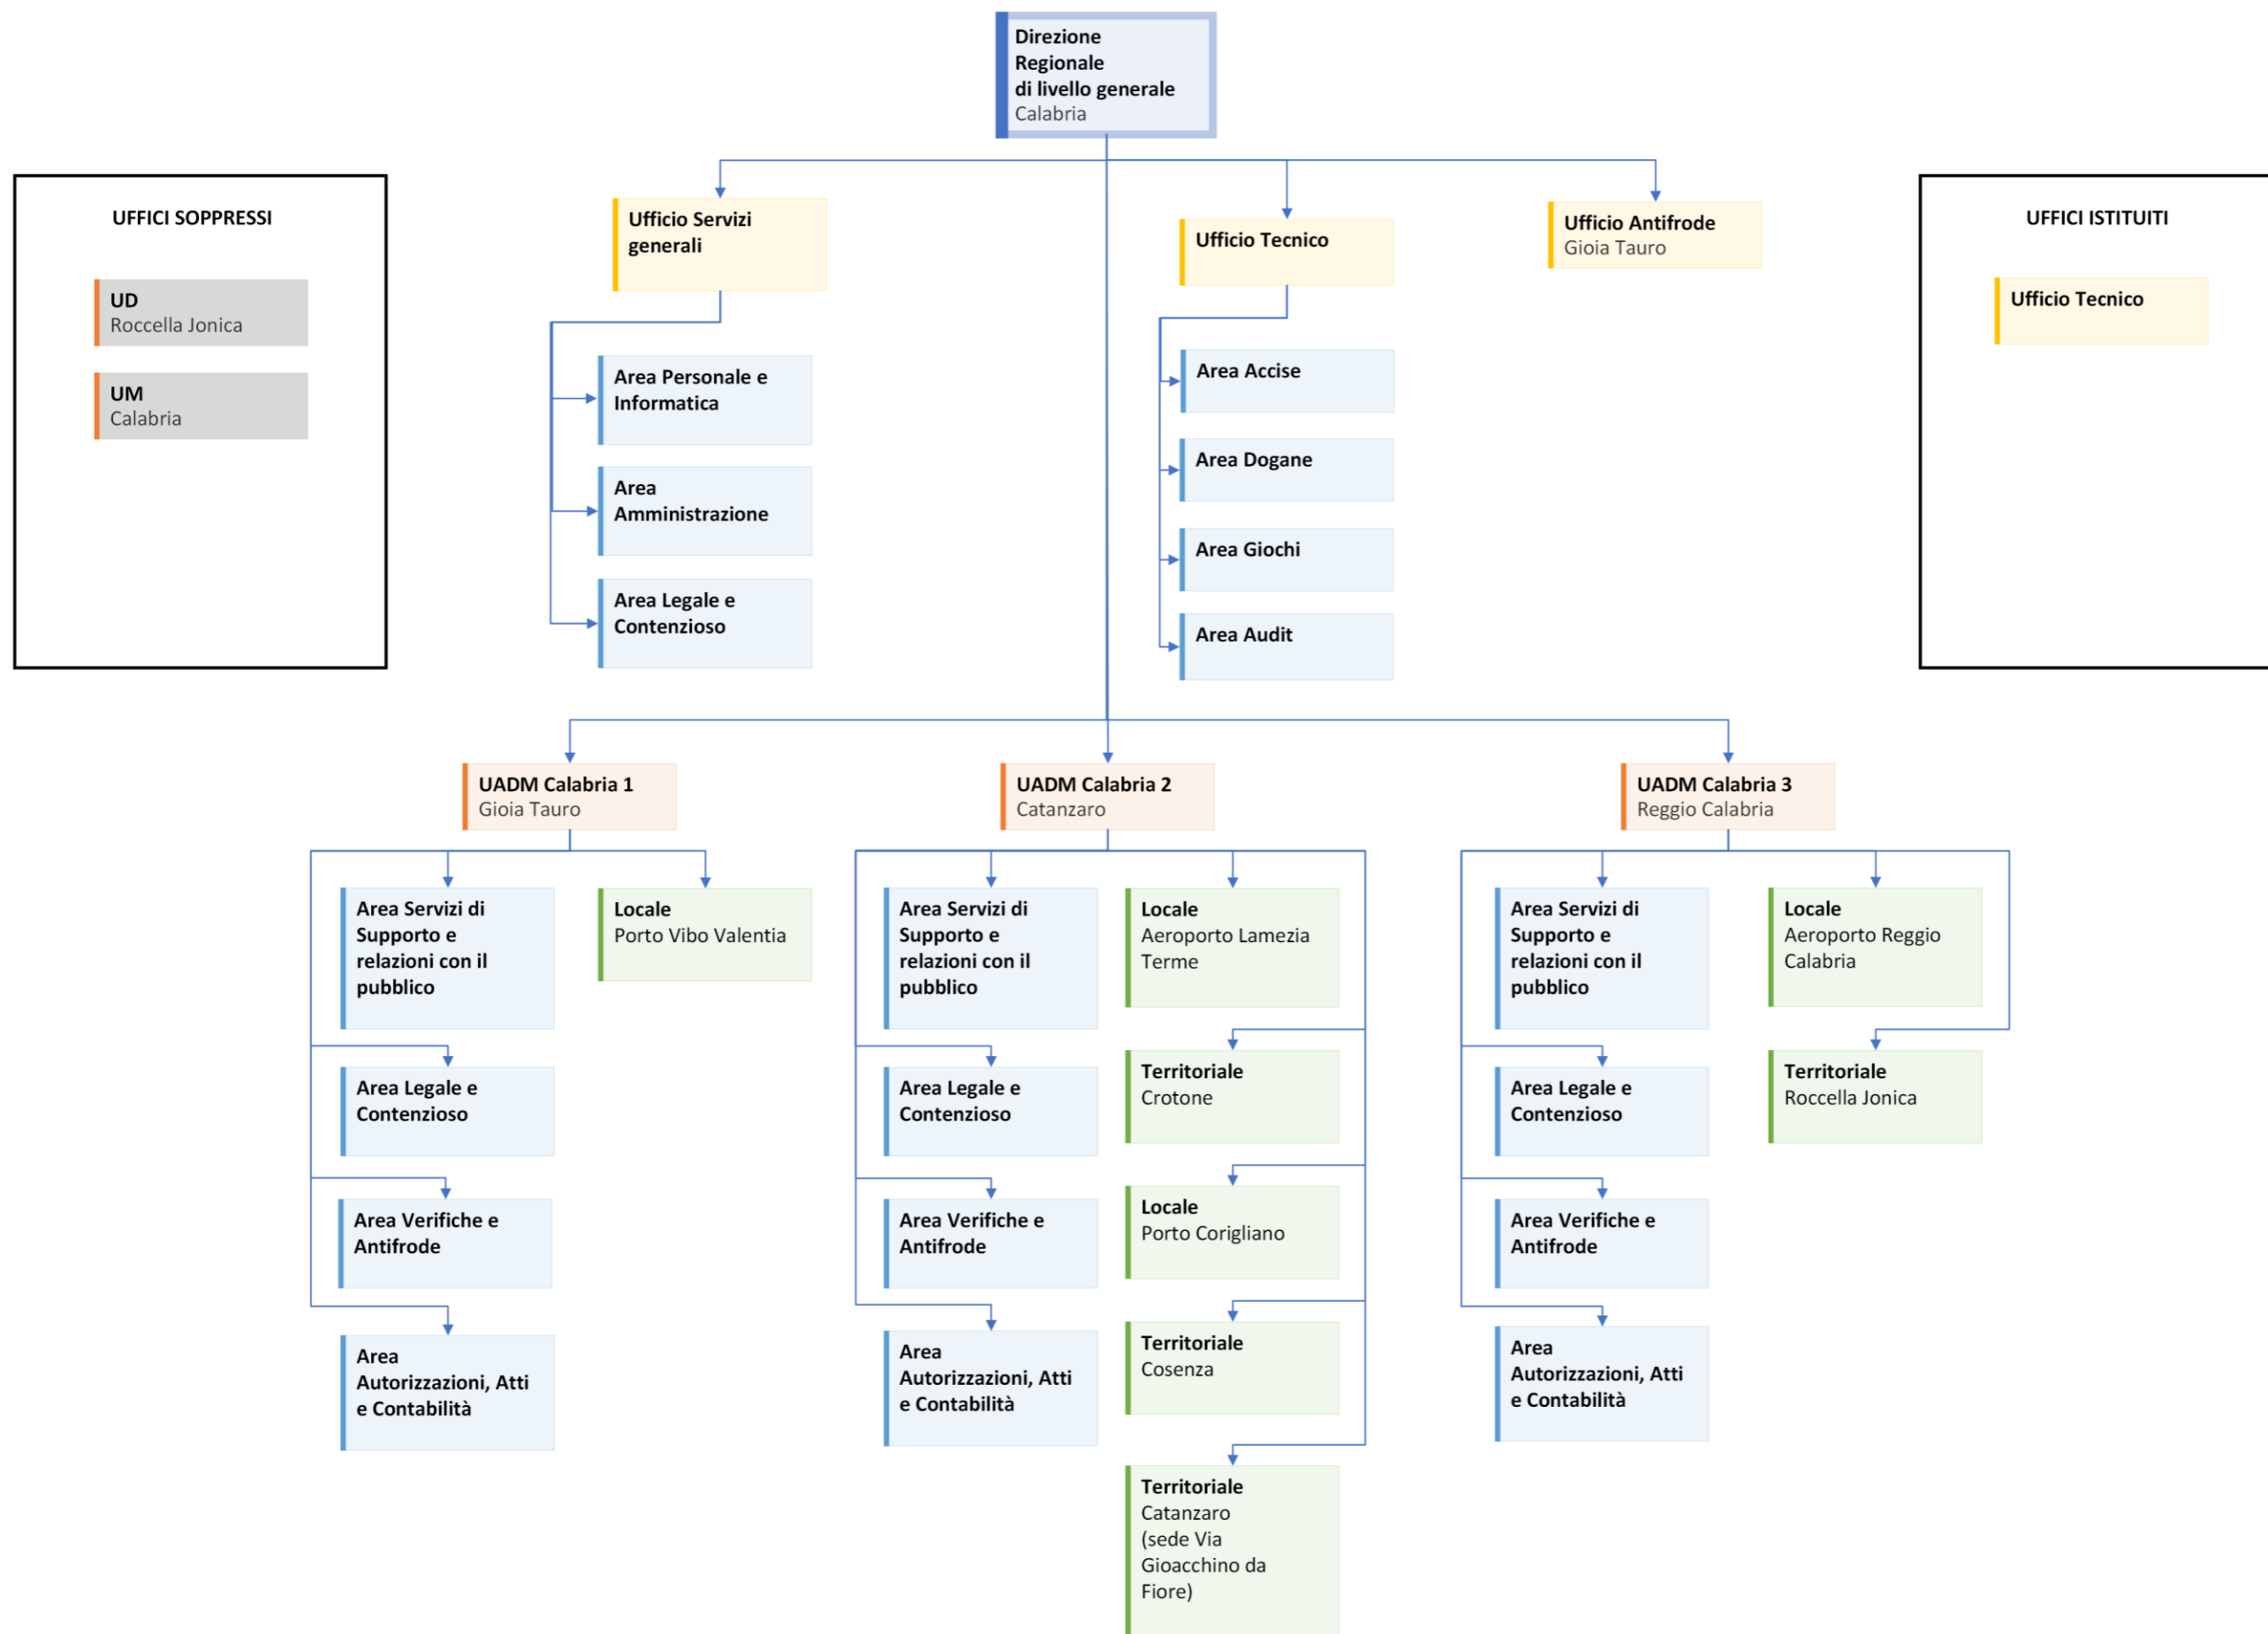 Direzione
Regionale
di livello generale
Calabria
UFFICI SOPPRESSI
UD
Roccella Jonica
UM
Calabria
Ufficio Servizi
generali
Area Personale e
Informatica
Area
Amministrazione
Area Legale e
Contenzioso
Ufficio Tecnico
Area Accise
Area Dogane
Area Giochi
Area Audit
Ufficio Antifrode
Gioia Tauro
UFFICI ISTITUITI
Ufficio Tecnico
UADM Calabria 1
Gioia Tauro
Area Servizi di
Supporto e
relazioni con il
pubblico
Area Legale e
Contenzioso
Area Verifiche e
Antifrode
Area
Autorizzazioni, Atti
e Contabilità
Locale
Porto Vibo Valentia
UADM Calabria 2
Catanzaro
Area Servizi di
Supporto e
relazioni con il
pubblico
Area Legale e
Contenzioso
Area Verifiche e
Antifrode
Area
Autorizzazioni, Atti
e Contabilità
Locale
Aeroporto Lamezia
Terme
Territoriale
Crotone
Locale
Porto Corigliano
Territoriale
Cosenza
Territoriale
Catanzaro
(sede Via
Gioacchino da
Fiore)
UADM Calabria 3
Reggio Calabria
Area Servizi di
Supporto e
relazioni con il
pubblico
Area Legale e
Contenzioso
Area Verifiche e
Antifrode
Area
Autorizzazioni, Atti
e Contabilità
Locale
Aeroporto Reggio
Calabria
Territoriale
Roccella Jonica